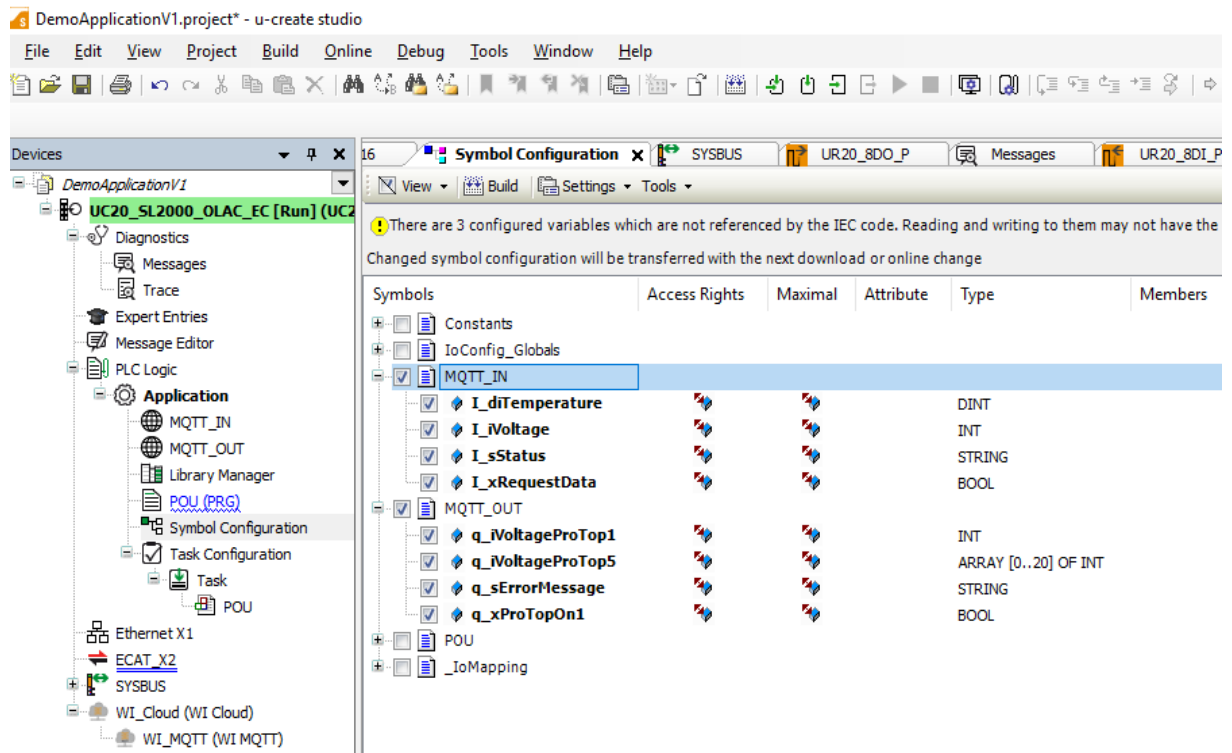 DemoApplicationV1.project* - u-create studio
File Edit View Project Build Online Debug Tools Window Help
Devices
DemoApplicationV1
UC20_SL2000_OLAC_EC [Run] (UC2
Diagnostics
Messages
Trace
Expert Entries
Message Editor
PLC Logic
Application
MQTT_IN
MQTT_OUT
Library Manager
POU (PRG)
Symbol Configuration
Task Configuration
Task
POU
Ethernet X1
ECAT_X2
SYSBUS
WI_Cloud (WI Cloud)
WI_MQTT (WI MQTT)
16 Symbol Configuration SYSBUS UR20_8DO_P Messages UR20_8DI_P
View Build Settings Tools
There are 3 configured variables which are not referenced by the IEC code. Reading and writing to them may not have the
Changed symbol configuration will be transferred with the next download or online change
Symbols Access Rights Maximal Attribute Type Members
Constants
IoConfig_Globals
MQTT_IN
I_diTemperature DINT
I_iVoltage INT
I_sStatus STRING
I_xRequestData BOOL
MQTT_OUT
q_iVoltageProTop1 INT
q_iVoltageProTop5 ARRAY [0..20] OF INT
q_sErrorMessage STRING
q_xProTopOn1 BOOL
POU
_IoMapping